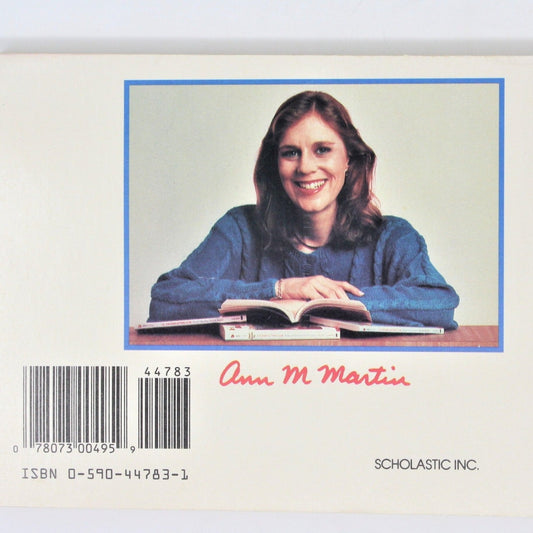 Ann M Martin
44783
0 78073 00495 9
ISBN 0-590-44783-1
SCHOLASTIC INC.